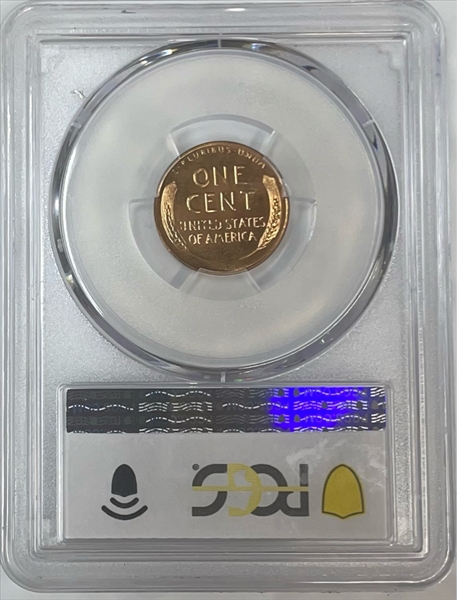 E·PLURIBUS·UNUM
ONE
CENT
UNITED STATES
OF AMERICA
PCGS